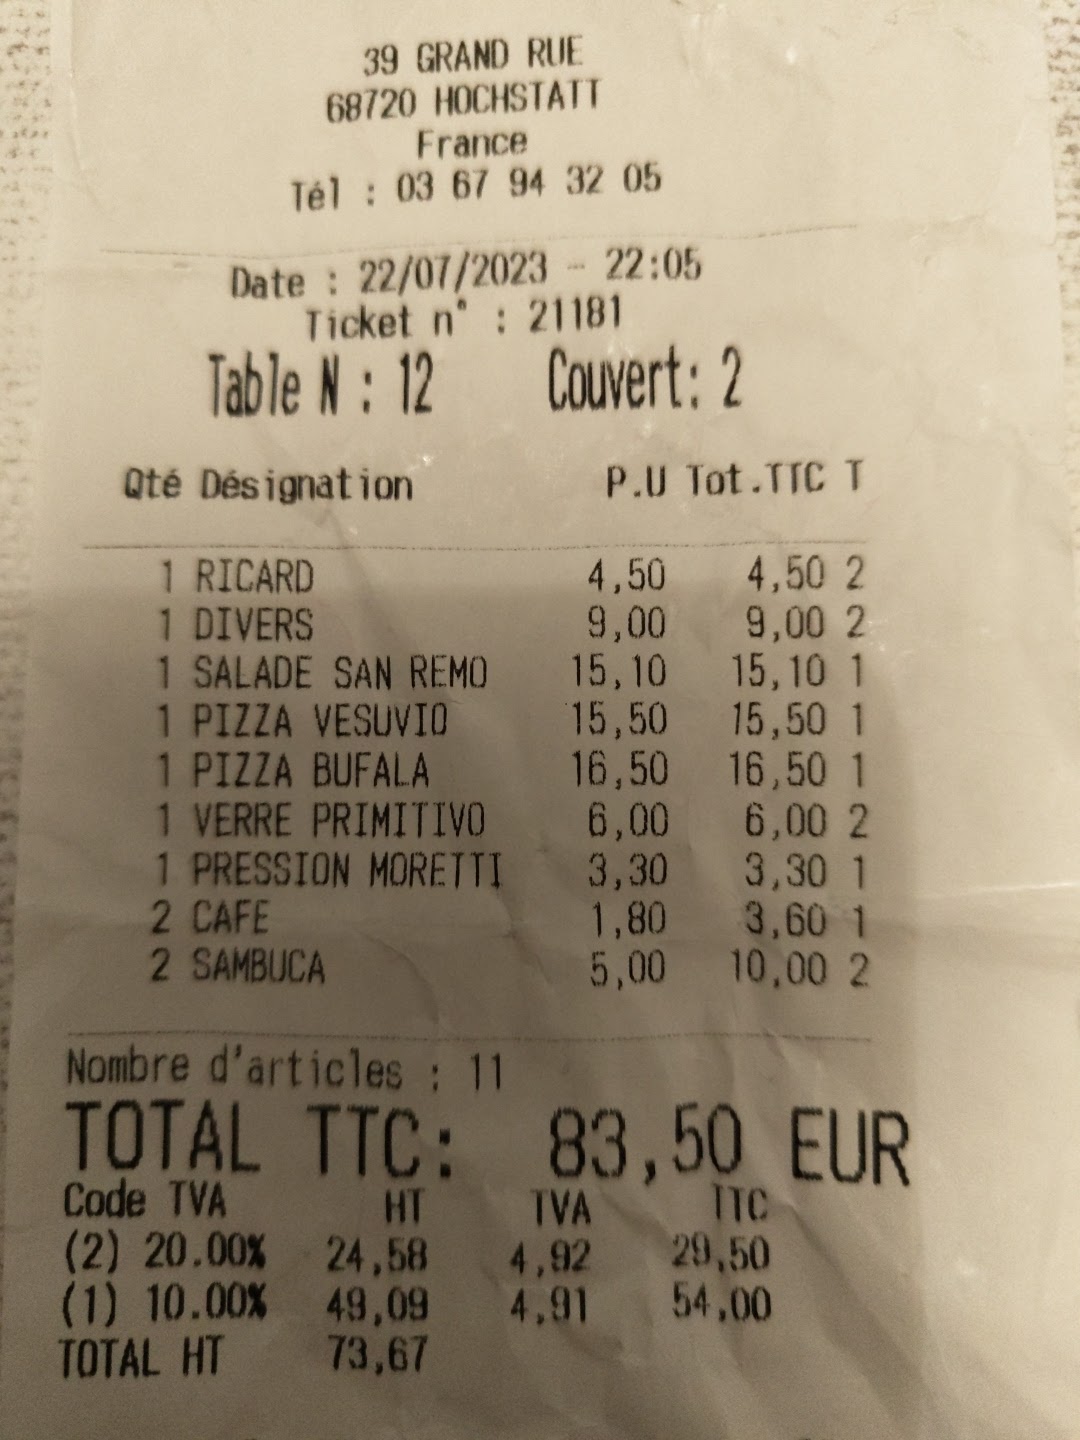 39 GRAND RUE
68720 HOCHSTATT
France
Tél : 03 67 94 32 05
Date : 22/07/2023 - 22:05
Ticket n° : 21181
Table N : 12 Couvert: 2
Qté Désignation P.U Tot.TTC T
1 RICARD 4,50 4,50 2
1 DIVERS 9,00 9,00 2
1 SALADE SAN REMO 15,10 15,10 1
1 PIZZA VESUVIO 15,50 15,50 1
1 PIZZA BUFALA 16,50 16,50 1
1 VERRE PRIMITIVO 6,00 6,00 2
1 PRESSION MORETTI 3,30 3,30 1
2 CAFE 1,80 3,60 1
2 SAMBUCA 5,00 10,00 2
Nombre d'articles : 11
TOTAL TTC: 83,50 EUR
Code TVA HT TVA TTC
(2) 20.00% 24,58 4,92 29,50
(1) 10.00% 49,09 4,91 54,00
TOTAL HT 73,67